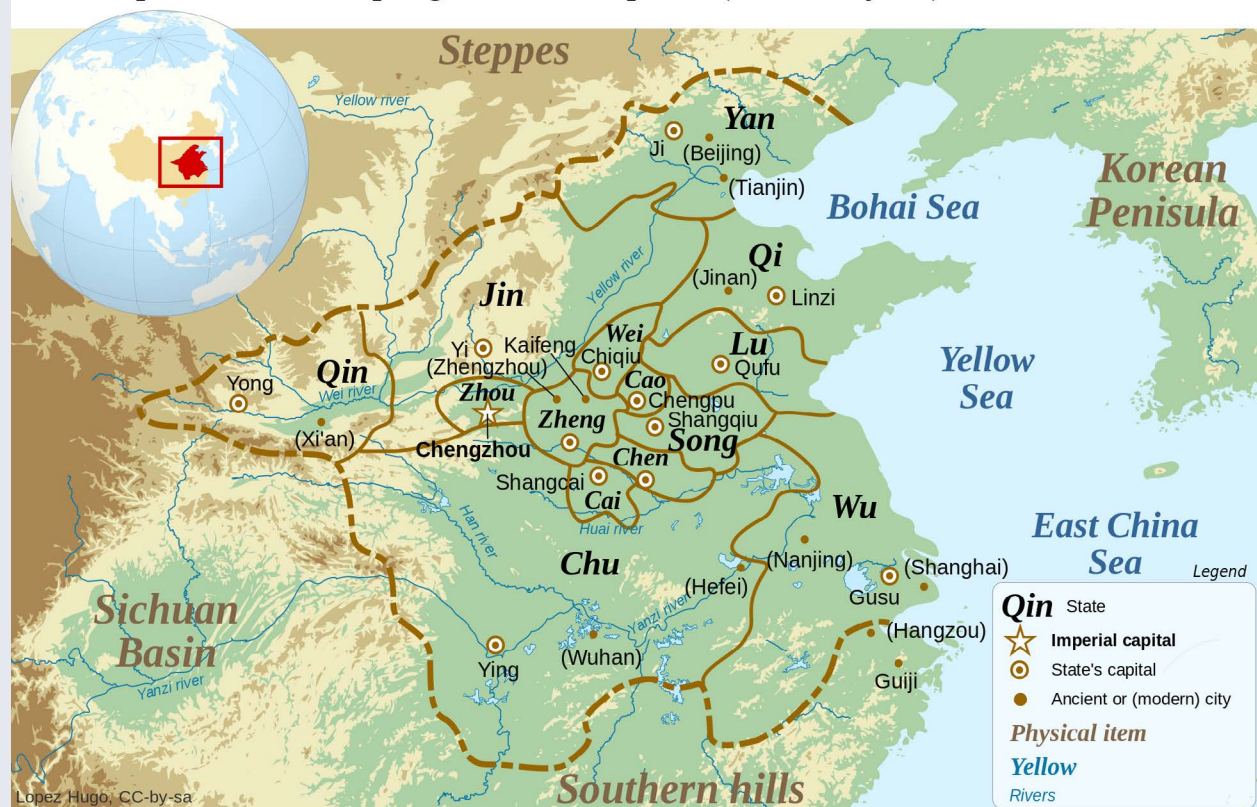 Steppes
Yellow river
Yan
Ji
(Beijing)
(Tianjin)
Korean
Penisula
Bohai Sea
Qi
(Jinan)
Linzi
Yellow river
Jin
Wei
Lu
Yi
Kaifeng
Chiqiu
Qufu
(Zhengzhou)
Yellow
Sea
Qin
Yong
Wei river
Zhou
Cao
Chengpu
Zheng
Shangqiu
Song
(Xi'an)
Chengzhou
Chen
Shangcai
Cai
Huai river
Han river
Wu
East China
Sea
Chu
(Nanjing)
(Hefei)
(Shanghai)
Gusu
Yanzi river
Sichuan
Basin
Yanzi river
Ying
(Wuhan)
(Hangzou)
Guiji
Southern hills
Legend
Qin State
Imperial capital
State's capital
Ancient or (modern) city
Physical item
Yellow
Rivers
Lopez Hugo, CC-by-sa